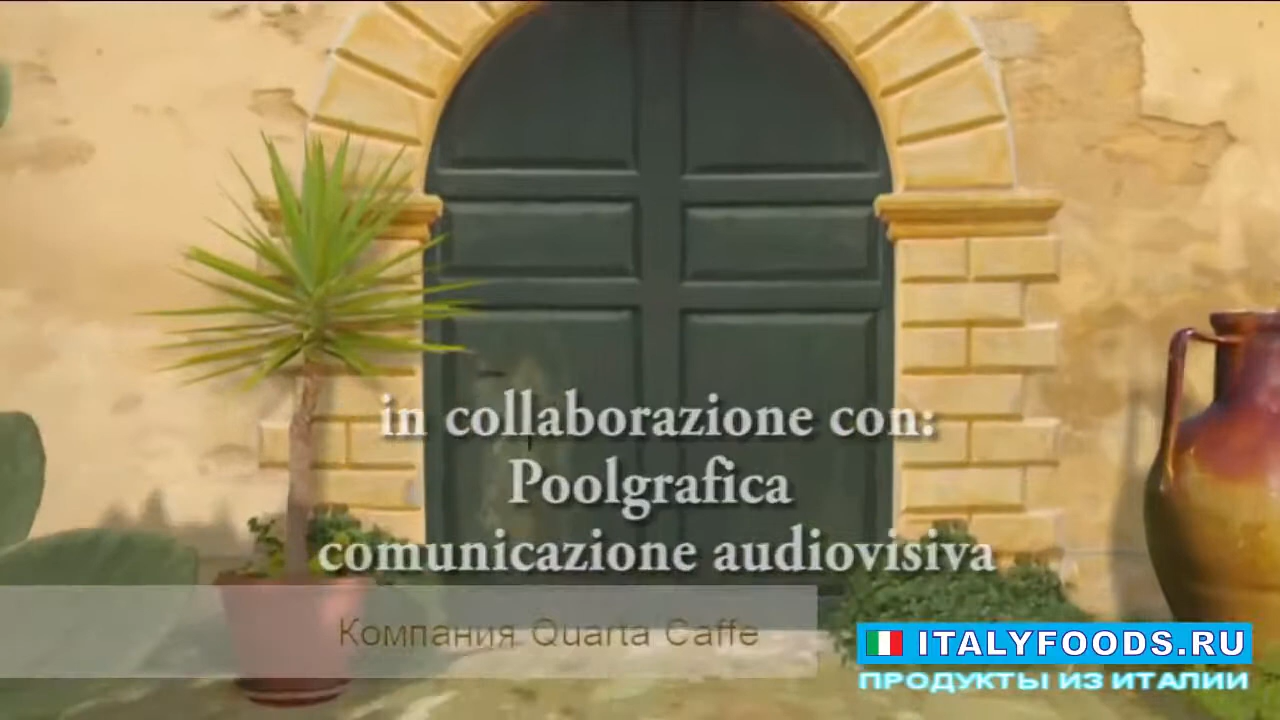 in collaborazione con:
Poolgrafica
comunicazione audiovisiva
Компания Quarta Caffe
ITALYFOODS.RU
ПРОДУКТЫ ИЗ ИТАЛИИ